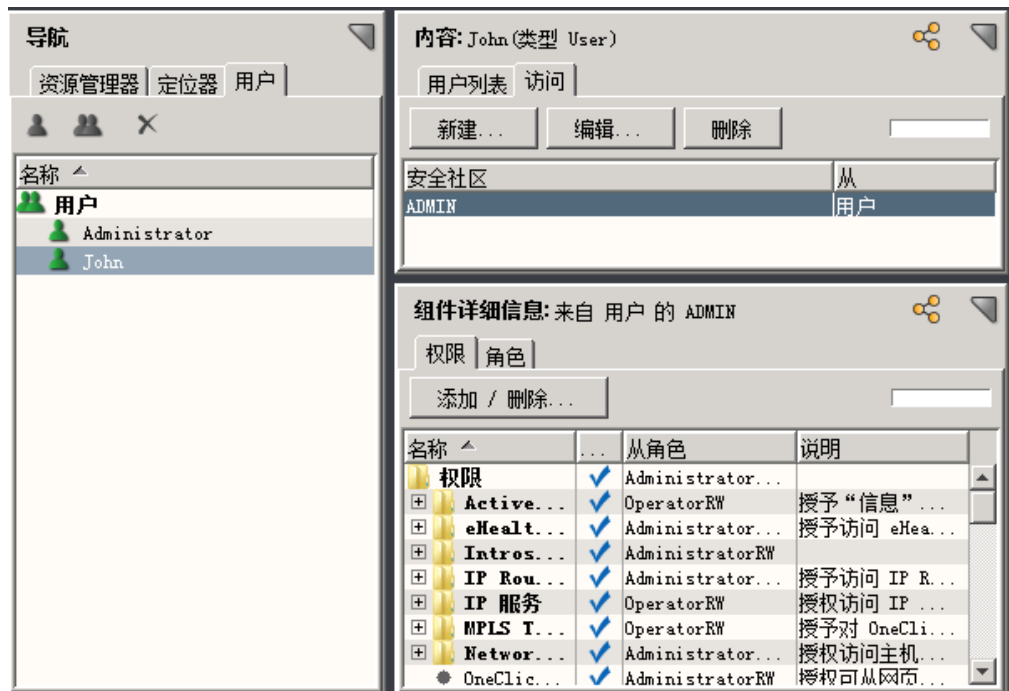 导航
资源管理器 定位器 用户
名称
用户
Administrator
John
内容: John(类型 User)
用户列表 访问
新建... 编辑... 删除
安全社区 从
ADMIN 用户
组件详细信息: 来自 用户 的 ADMIN
权限 角色
添加 / 删除...
名称 ... 从角色 说明
权限 Administrator...
Active... OperatorRW 授予“信息”...
eHealt... Administrator... 授予访问 eHea...
Intros... AdministratorRW
IP Rou... Administrator... 授予访问 IP R...
IP 服务 OperatorRW 授权访问 IP ...
MPLS T... OperatorRW 授予对 OneCli...
Networ... Administrator... 授权访问主机...
OneClic... AdministratorRW 授权可从网页...